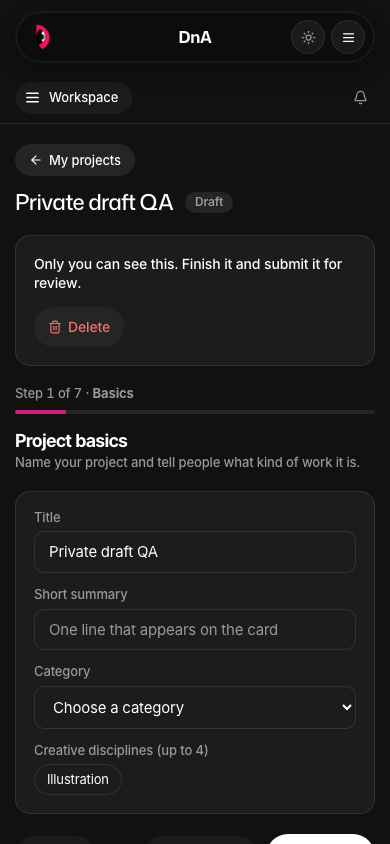 DnA
Workspace
My projects
Private draft QA Draft
Only you can see this. Finish it and submit it for
review.
Delete
Step 1 of 7 · Basics
Project basics
Name your project and tell people what kind of work it is.
Title
Private draft QA
Short summary
One line that appears on the card
Category
Choose a category
Creative disciplines (up to 4)
Illustration